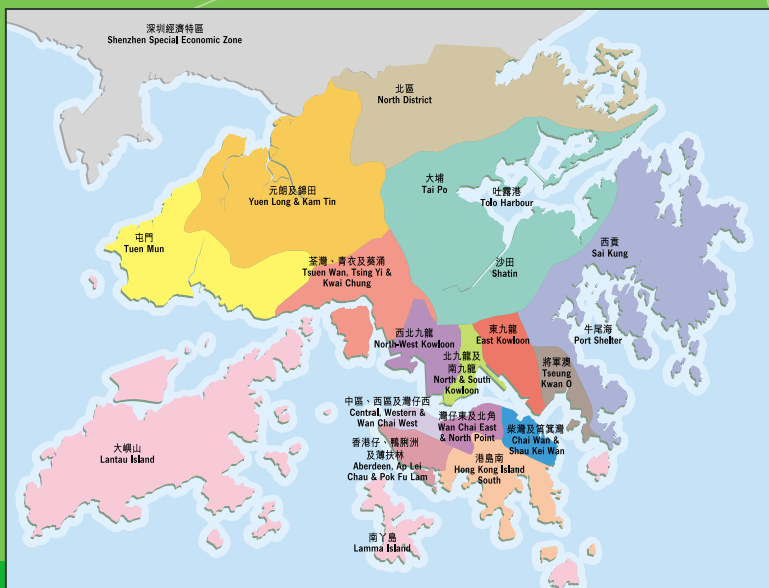 深圳經濟特區
Shenzhen Special Economic Zone
北區
North District
大埔
Tai Po
吐露港
Tolo Harbour
元朗及錦田
Yuen Long & Kam Tin
屯門
Tuen Mun
西貢
Sai Kung
荃灣、青衣及葵涌
Tsuen Wan, Tsing Yi &
Kwai Chung
沙田
Shatin
西北九龍
North-West Kowloon
東九龍
East Kowloon
牛尾海
Port Shelter
北九龍及
南九龍
North & South
Kowloon
將軍澳
Tseung
Kwan O
中區、西區及灣仔西
Central, Western &
Wan Chai West
灣仔東及北角
Wan Chai East
& North Point
柴灣及筲箕灣
Chai Wan &
Shau Kei Wan
大嶼山
Lantau Island
香港仔、鴨脷洲
及薄扶林
Aberdeen, Ap Lei
Chau & Pok Fu Lam
港島南
Hong Kong Island
South
南丫島
Lamma Island